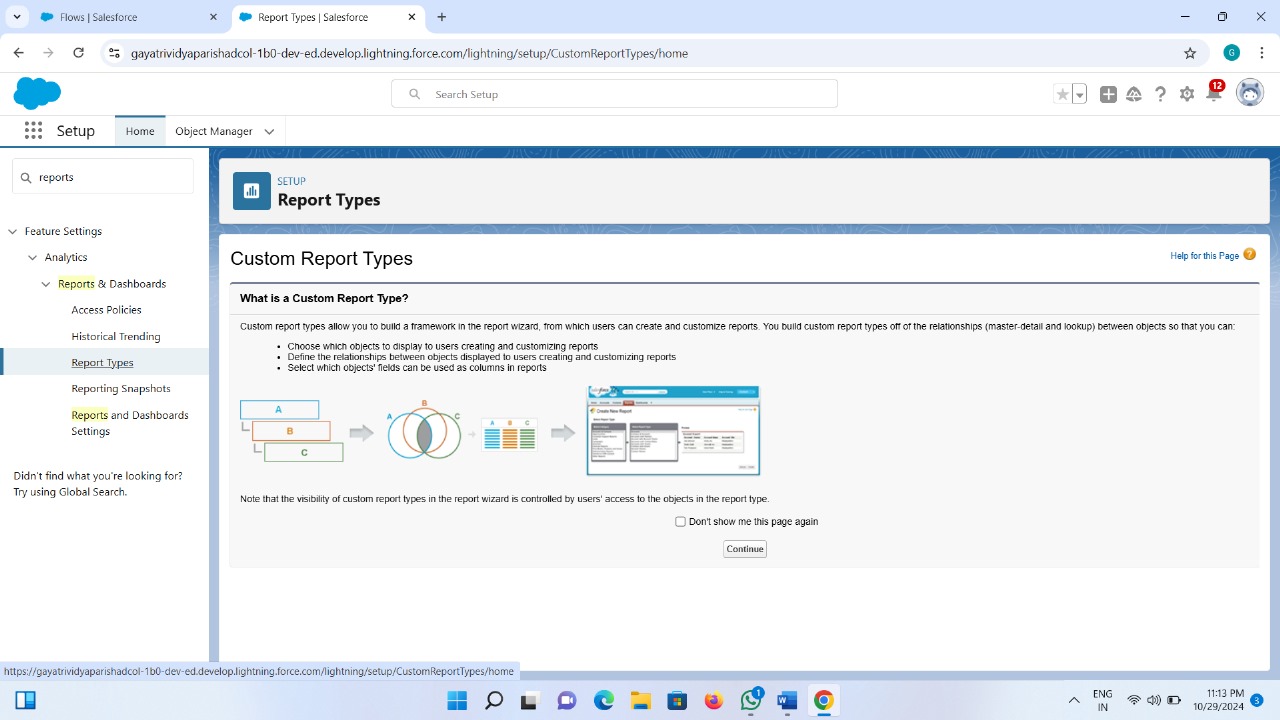 Flows | Salesforce
Report Types | Salesforce
gayatrividyaparishadcol-1b0-dev-ed.develop.lightning.force.com/lightning/setup/CustomReportTypes/home
G
Search Setup
12
Setup
Home
Object Manager
reports
SETUP
Report Types
Feature Settings
Analytics
Reports & Dashboards
Access Policies
Historical Trending
Report Types
Reporting Snapshots
Reports and Dashboards
Settings
Didn't find what you're looking for?
Try using Global Search.
Custom Report Types
Help for this Page
?
What is a Custom Report Type?
Custom report types allow you to build a framework in the report wizard, from which users can create and customize reports. You build custom report types off of the relationships (master-detail and lookup) between objects so that you can:
• Choose which objects to display to users creating and customizing reports
• Define the relationships between objects displayed to users creating and customizing reports
• Select which objects' fields can be used as columns in reports
A
B
C
A
B
C
A B C
Create New Report
Note that the visibility of custom report types in the report wizard is controlled by users' access to the objects in the report type.
Don't show me this page again
Continue
https://gayatrividyaparishadcol-1b0-dev-ed.develop.lightning.force.com/lightning/setup/CustomReportTypes/home
1
ENG
IN
11:13 PM
10/29/2024
3